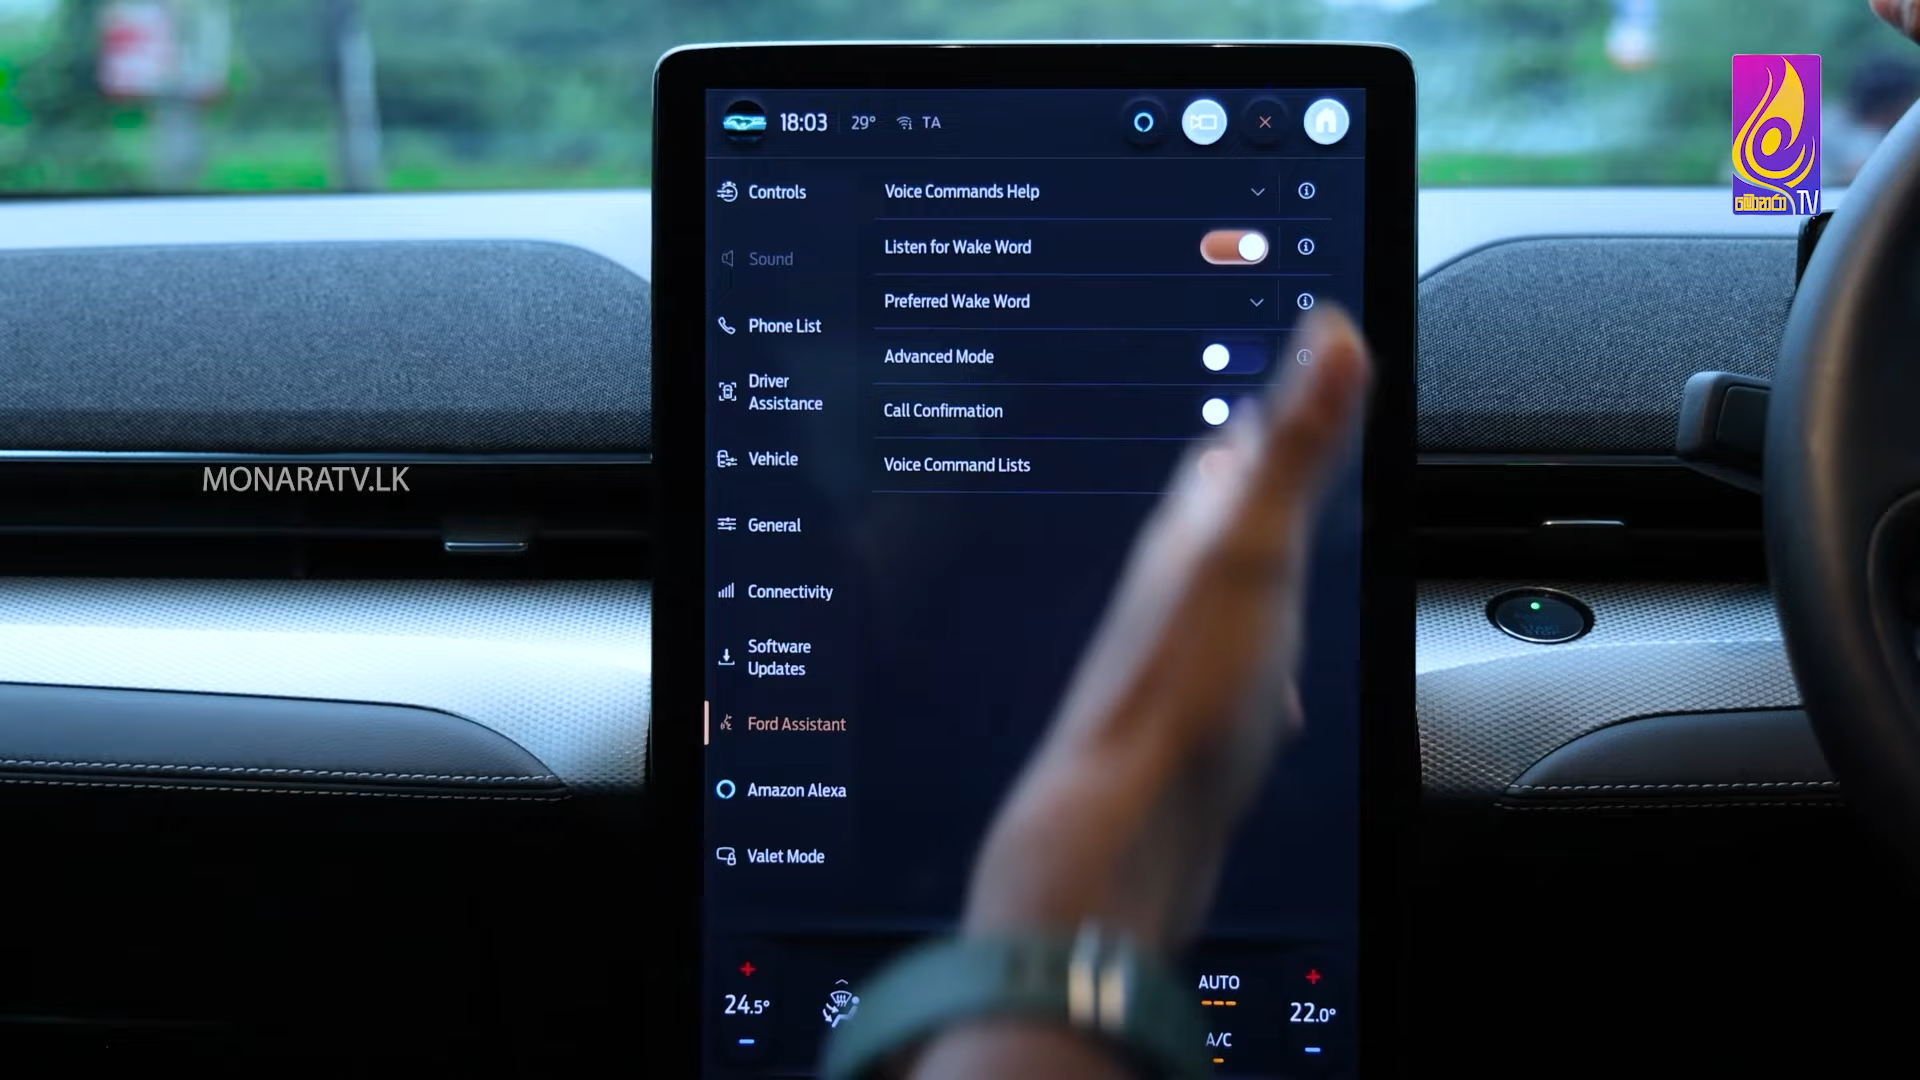 18:03 29° TA
Controls
Sound
Phone List
Driver
Assistance
Vehicle
General
Connectivity
Software
Updates
Ford Assistant
Amazon Alexa
Valet Mode
Voice Commands Help
Listen for Wake Word
Preferred Wake Word
Advanced Mode
Call Confirmation
Voice Command Lists
24.5°
AUTO
A/C
22.0°
MONARATV.LK
මොනරා TV